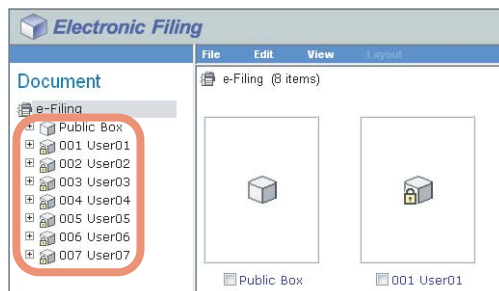 Electronic Filing
File Edit View Layout
Document
e-Filing (8 items)
e-Filing
Public Box
001 User01
002 User02
003 User03
004 User04
005 User05
006 User06
007 User07
Public Box
001 User01